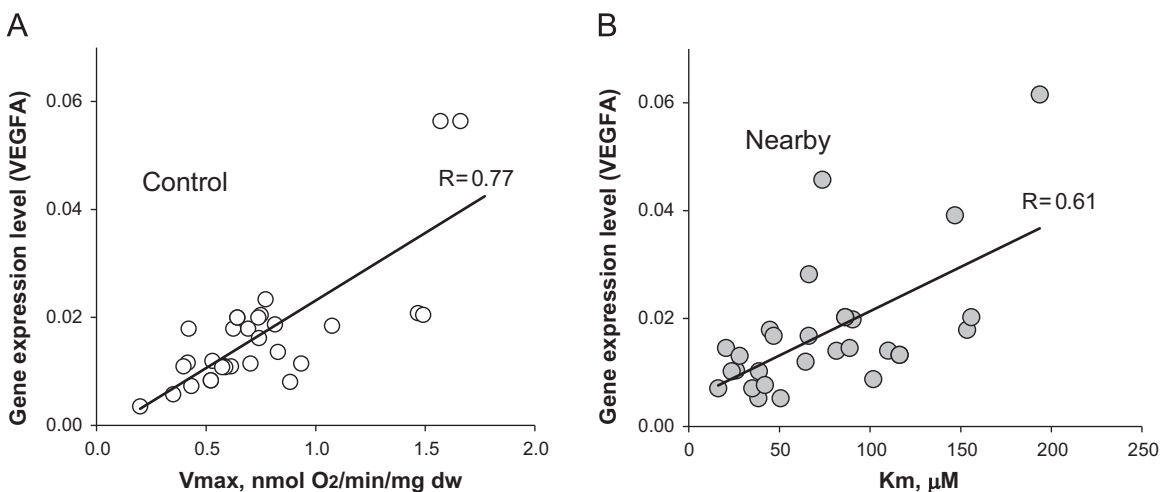 A
Gene expression level (VEGFA)
0.06
0.04
0.02
0.00
Control
R=0.77
0.0 0.5 1.0 1.5 2.0
Vmax, nmol O2/min/mg dw
B
Gene expression level (VEGFA)
0.06
0.04
0.02
0.00
Nearby
R=0.61
0 50 100 150 200 250
Km, μM